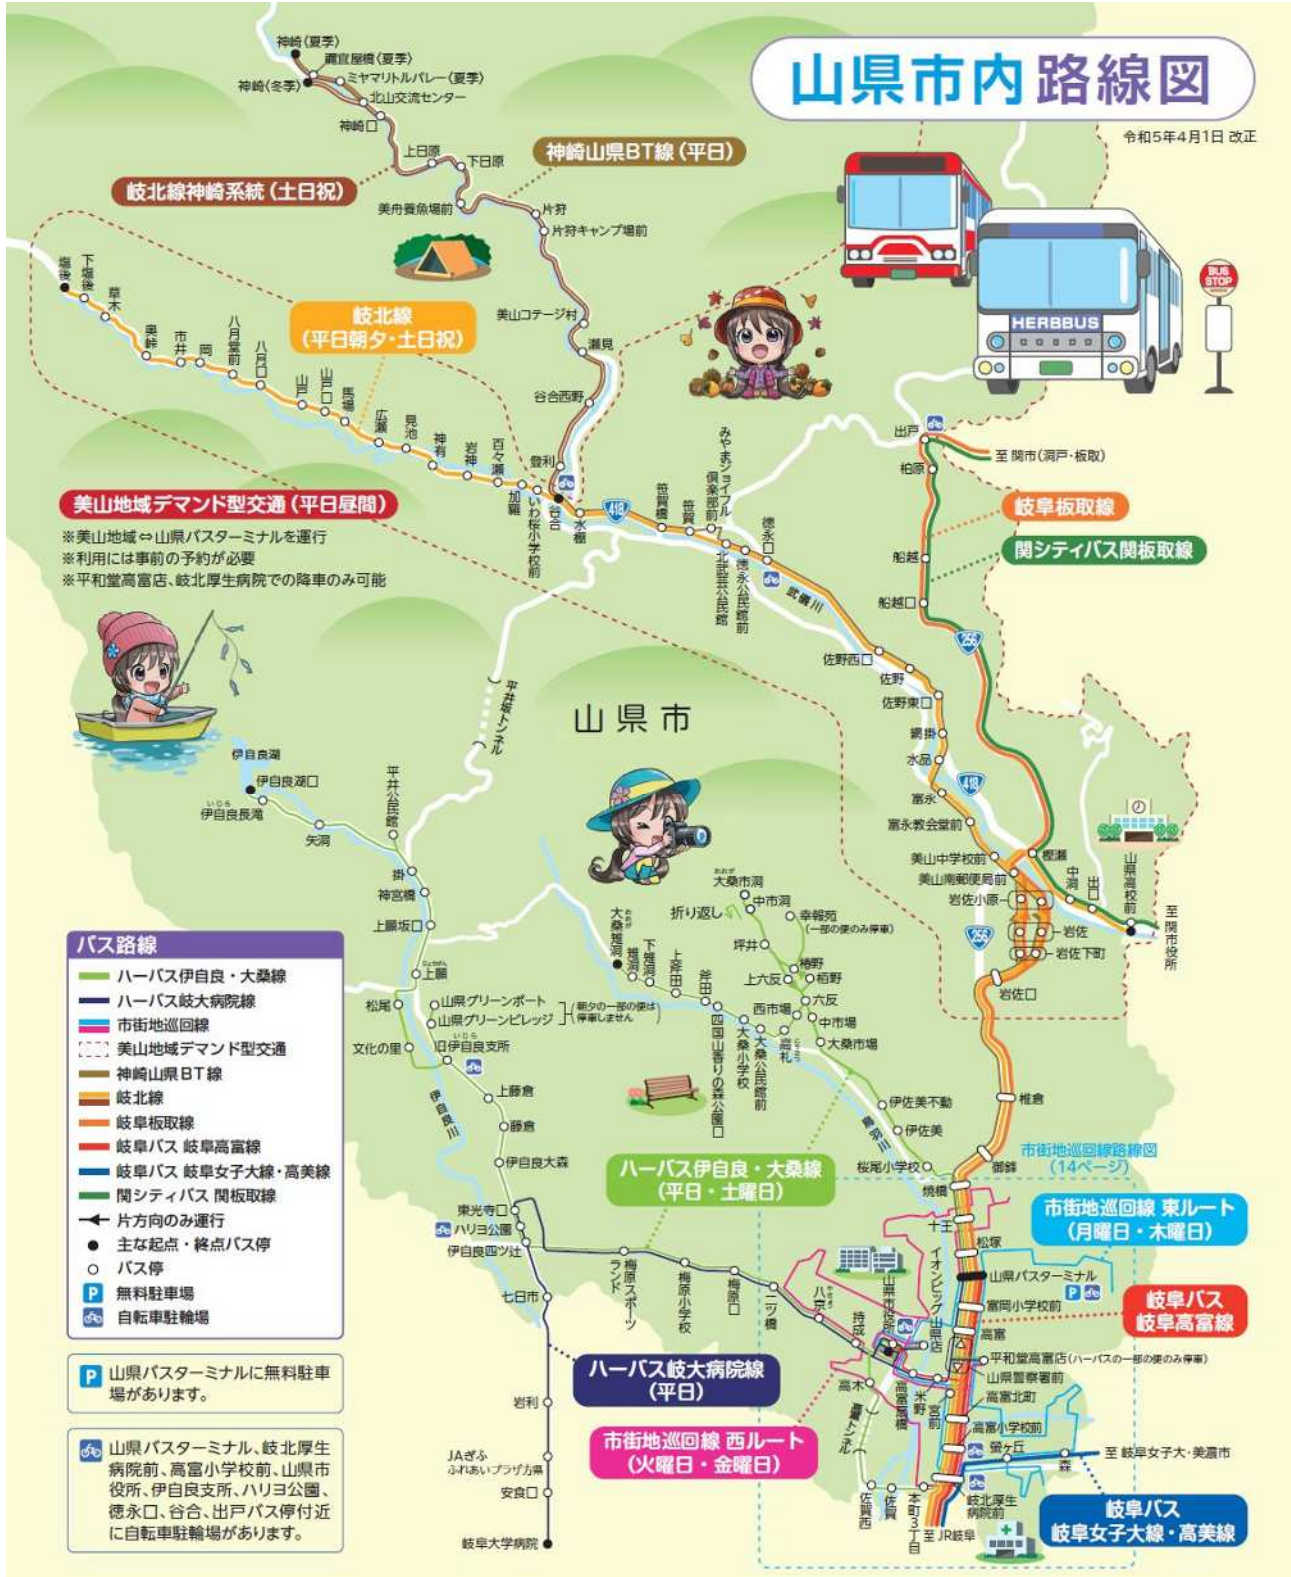 山県市内 路線図
令和5年4月1日 改正
神崎(夏季)
禰宜屋橋(夏季)
ミヤマリトルバレー(夏季)
神崎(冬季)
北山交流センター
神崎口
上日原
下日原
神崎山県BT線(平日)
岐北線神崎系統(土日祝)
美舟養魚場前
片狩
片狩キャンプ場前
BUS
STOP
HERBBUS
塩後
下塩後
草木
奥峠
市井
岡
八月堂前
八月口
山戸
山戸口
馬場
広瀬
見池
神有
岩神
百々瀬
加羅
いわ桜小学校前
谷合
岐北線
(平日朝夕・土日祝)
美山コテージ村
瀬見
谷合西野
登利
水棚
418
笹賀橋
笹賀
みやまジョイフル
倶楽部前
北武芸公民館
徳永公民館前
徳永口
武儀川
出戸
至 関市(洞戸・板取)
柏原
岐阜板取線
関シティバス関板取線
船越
船越口
256
美山地域デマンド型交通(平日昼間)
※美山地域⇔山県バスターミナルを運行
※利用には事前の予約が必要
※平和堂高富店、岐北厚生病院での降車のみ可能
佐野西口
佐野
佐野東口
網掛
水品
418
富永
富永教会堂前
美山中学校前
美山南郵便局前
樫瀬
中洞
出口
山県高校前
至 関市役所
岩佐小原
256
岩佐
岩佐下町
岩佐口
平井坂トンネル
山県市
伊自良湖
伊自良湖口
いじら
伊自良長滝
矢洞
平井公民館
掛
神宮橋
上願坂口
じょうがん
上願
松尾
山県グリーンポート
山県グリーンビレッジ
(朝夕の一部の便は
停車しません)
文化の里
いじら
旧伊自良支所
上藤倉
藤倉
伊自良川
伊自良大森
東光寺口
ハリヨ公園
伊自良四ツ辻
七日市
岩利
JAぎふ
ふれあいプラザ方県
安食口
岐阜大学病院
おおが
大桑市洞
中市洞
折り返し
幸報苑
(一部の便のみ停車)
坪井
椿野
上六反
栢野
六反
西市場
中市場
大桑市場
おおが
大桑雉洞
雉洞
下雉洞
上斧田
斧田
四国山香りの森公園口
大桑小学校
大桑公民館前
高札
伊佐美不動
伊佐美
鳥羽川
桜尾小学校
椎倉
御鉾
焼橋
ハーバス伊自良・大桑線
(平日・土曜日)
市街地巡回線路線図
(14ページ)
市街地巡回線 東ルート
(月曜日・木曜日)
十王
松塚
イオンビッグ山県店
山県バスターミナル
P
富岡小学校前
高富
岐阜バス
岐阜高富線
平和堂高富店(ハーバスの一部の便のみ停車)
山県警察署前
高富北町
高富小学校前
螢ヶ丘
森
至 岐阜女子大・美濃市
岐北厚生
病院前
岐阜バス
岐阜女子大線・高美線
至 JR岐阜
梅原スポーツ
ランド
梅原小学校
梅原口
二ツ橋
八京
持成
山県市役所
高木
高富鳥橋
米野
宮前
佐賀西
佐賀
本町3丁目
ハーバス岐大病院線
(平日)
市街地巡回線 西ルート
(火曜日・金曜日)
バス路線
ハーバス伊自良・大桑線
ハーバス岐大病院線
市街地巡回線
美山地域デマンド型交通
神崎山県BT線
岐北線
岐阜板取線
岐阜バス 岐阜高富線
岐阜バス 岐阜女子大線・高美線
関シティバス 関板取線
片方向のみ運行
主な起点・終点バス停
バス停
P 無料駐車場
自転車駐輪場
P 山県バスターミナルに無料駐車
場があります。
山県バスターミナル、岐北厚生
病院前、高富小学校前、山県市
役所、伊自良支所、ハリヨ公園、
徳永口、谷合、出戸バス停付近
に自転車駐輪場があります。